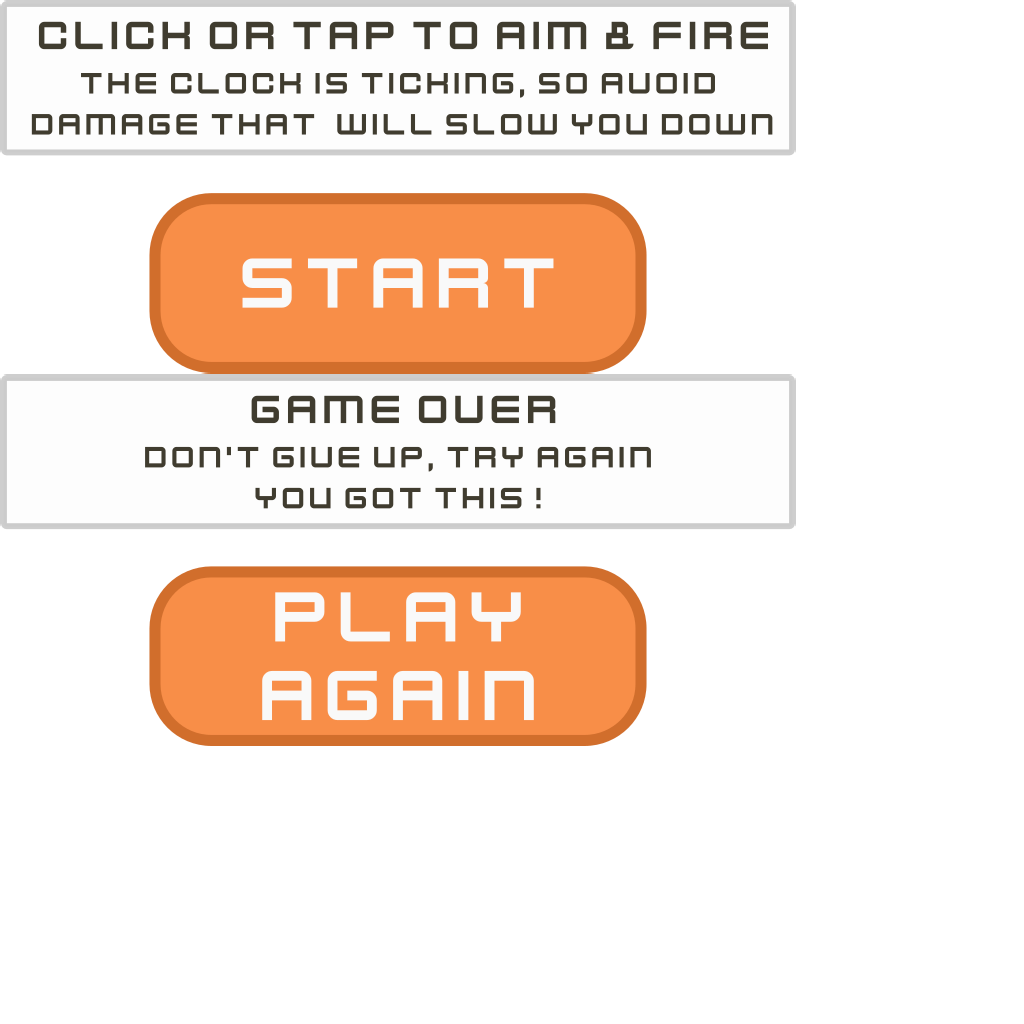 CLICK OR TAP TO AIM & FIRE
THE CLOCK IS TICKING, SO AVOID
DAMAGE THAT WILL SLOW YOU DOWN
START
GAME OVER
DON'T GIVE UP, TRY AGAIN
YOU GOT THIS !
PLAY
AGAIN